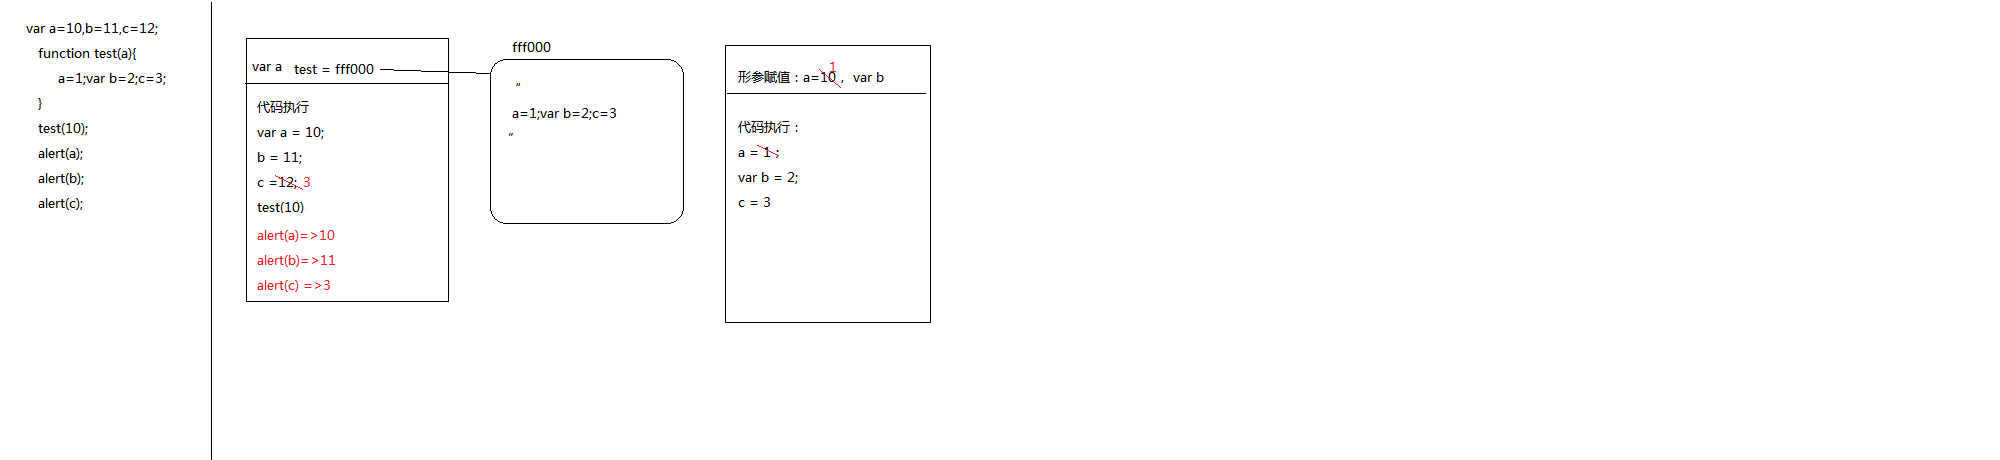 var a=10,b=11,c=12;
function test(a){
a=1;var b=2;c=3;
}
test(10);
alert(a);
alert(b);
alert(c);
var a test = fff000
代码执行
var a = 10;
b = 11;
c =12; 3
test(10)
alert(a)=>10
alert(b)=>11
alert(c) =>3
fff000
"
a=1;var b=2;c=3
"
1
形参赋值：a=10 ，var b
代码执行：
a = 1 ;
var b = 2;
c = 3